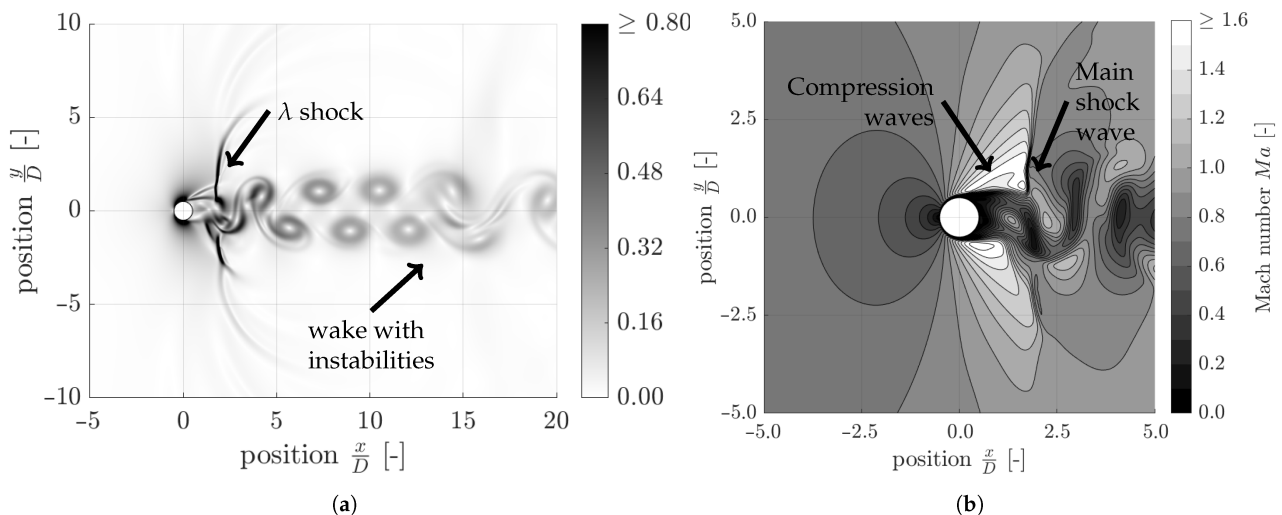 10
5
0
−5
−10
−5
0
5
10
15
20
position y/D [-]
position x/D [-]
λ shock
wake with
instabilities
≥ 0.80
0.64
0.48
0.32
0.16
0.00
(a)
5.0
2.5
0.0
−2.5
−5.0
−5.0
−2.5
0.0
2.5
5.0
position y/D [-]
position x/D [-]
Compression
waves
Main
shock
wave
≥ 1.6
1.4
1.2
1.0
0.8
0.6
0.4
0.2
0.0
Mach number Ma [-]
(b)